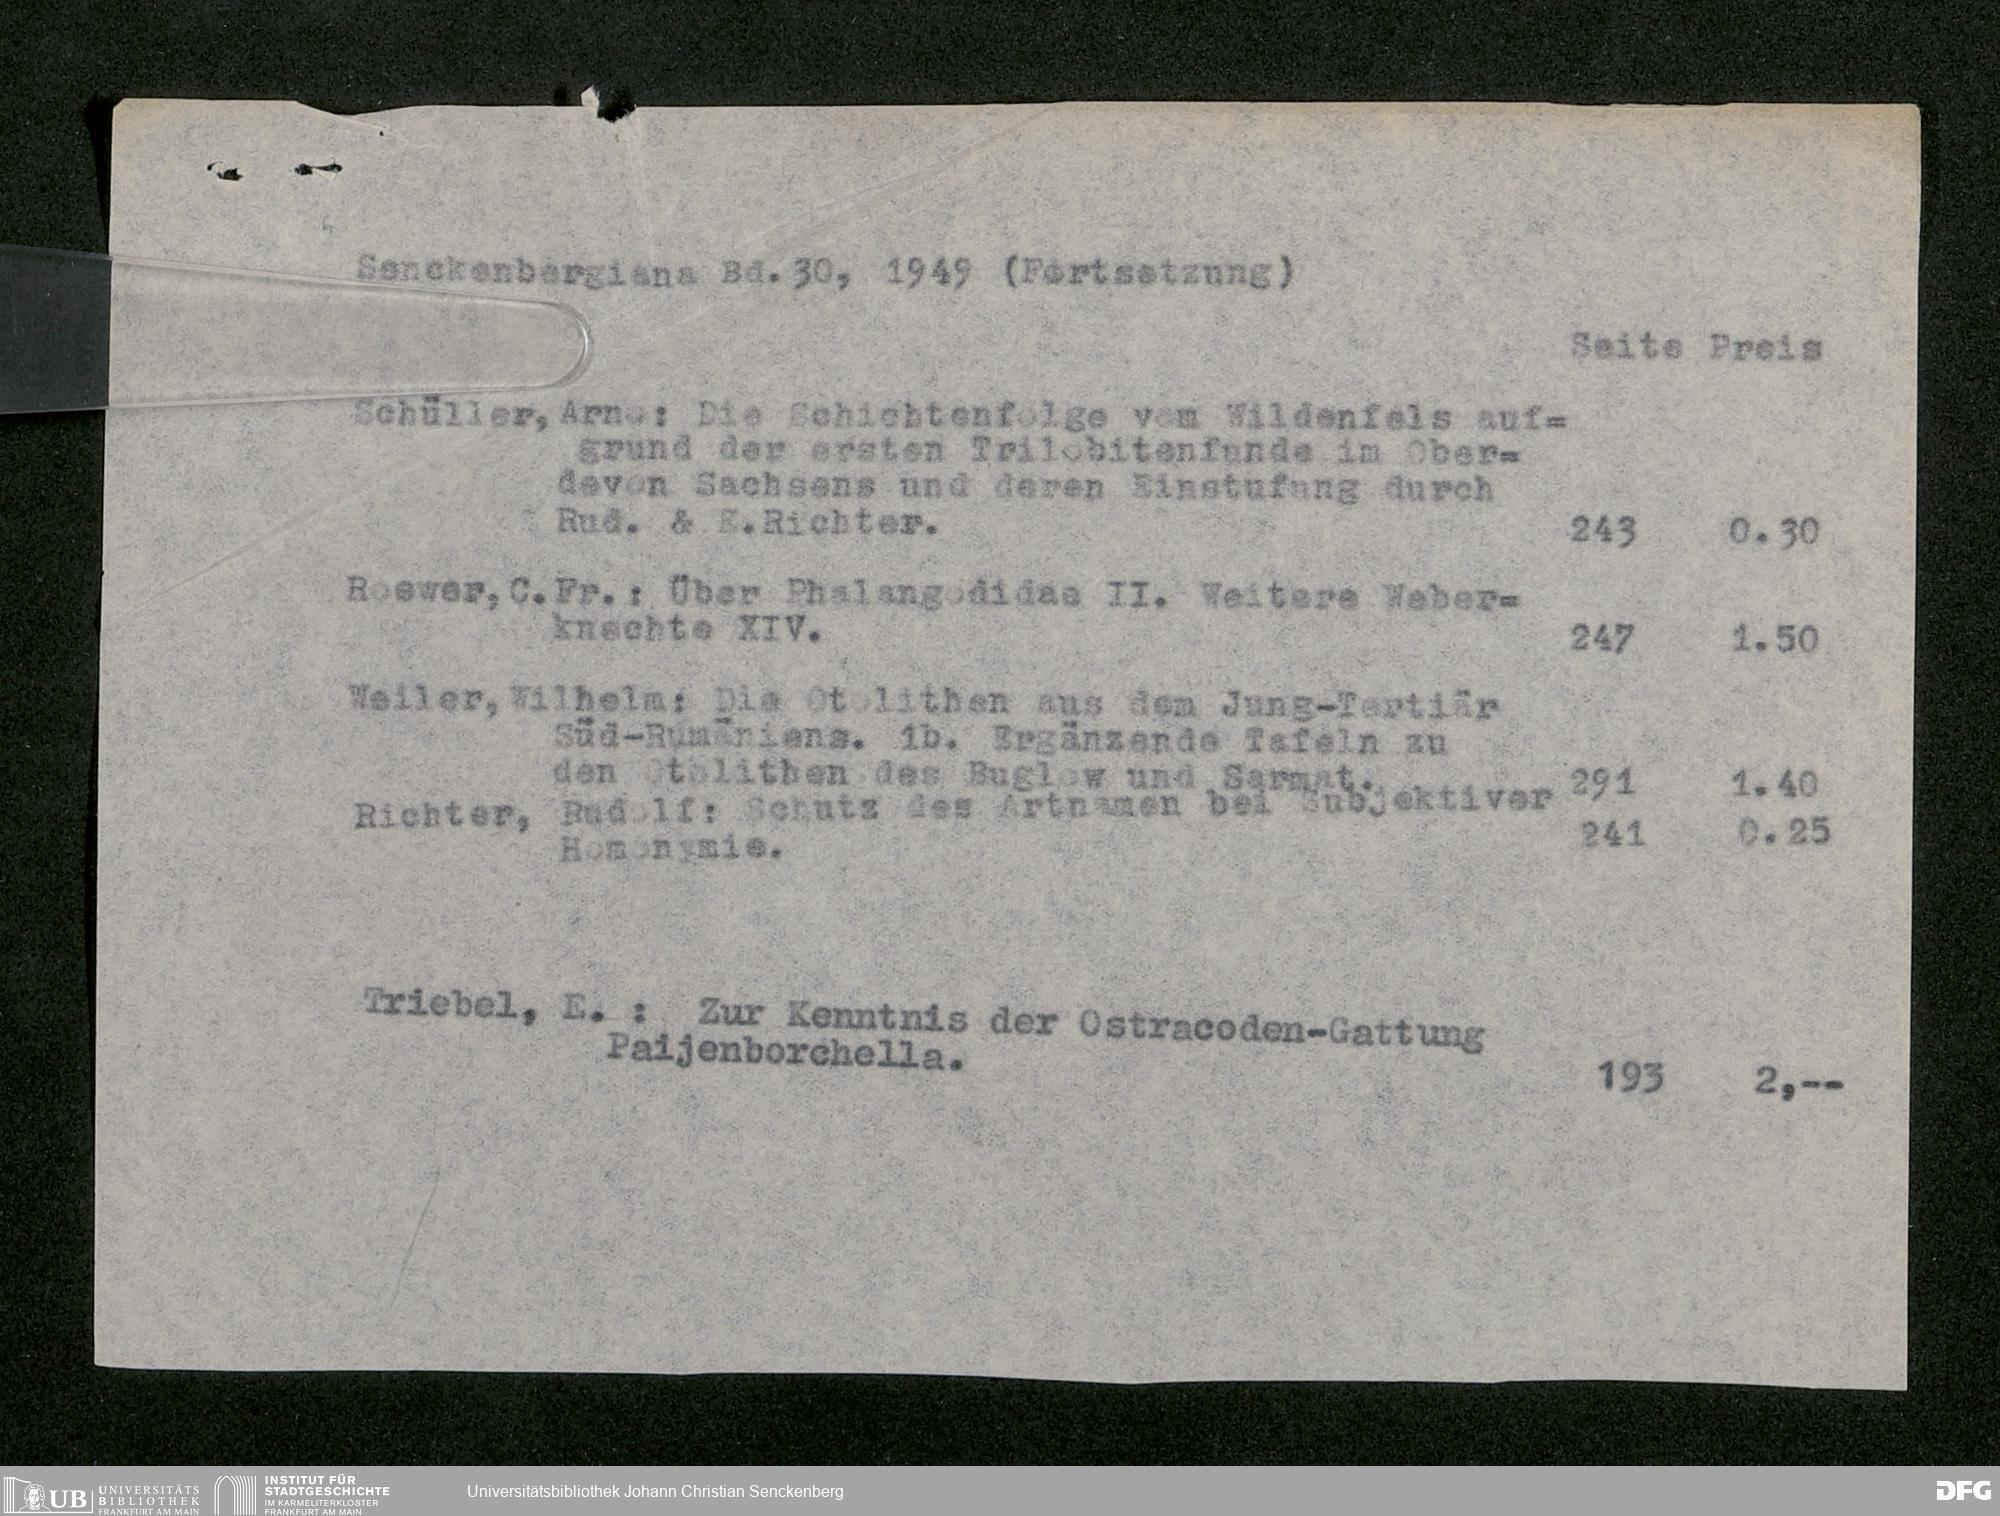 Senckenbergiana Bd. 30, 1949 (Fortsetzung)
Seite Preis
Schüller, Arno: Die Schichtenfolge vom Wildenfels auf=
grund der ersten Trilobitenfunde im Ober=
devon Sachsens und deren Einstufung durch
Rud. & E. Richter. 243 0.30
Roewer, C. Fr.: Über Phalangodidae II. Weitere Weber=
knechte XIV. 247 1.50
Weiler, Wilhelm: Die Otolithen aus dem Jung-Tertiär
Süd-Rumäniens. 1b. Ergänzende Tafeln zu
den Otolithen des Buglow und Sarmat. 291 1.40
Richter, Rudolf: Schutz des Artnamen bei Subjektiver
Homonymie. 241 0.25
Triebel, E. : Zur Kenntnis der Ostracoden-Gattung
Paijenborchella. 193 2,--
UB UNIVERSITÄTS
BIBLIOTHEK
FRANKFURT AM MAIN
INSTITUT FÜR
STADTGESCHICHTE
IM KARMELITERKLOSTER
FRANKFURT AM MAIN
Universitätsbibliothek Johann Christian Senckenberg
DFG